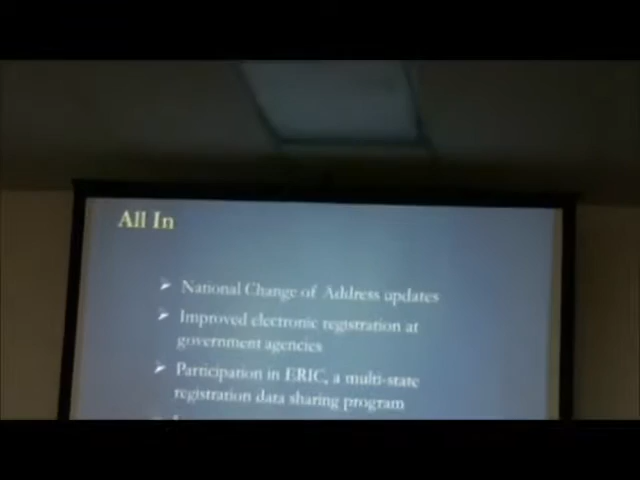 All In
➢ National Change of Address updates
➢ Improved electronic registration at
government agencies
➢ Participation in ERIC, a multi-state
registration data sharing program